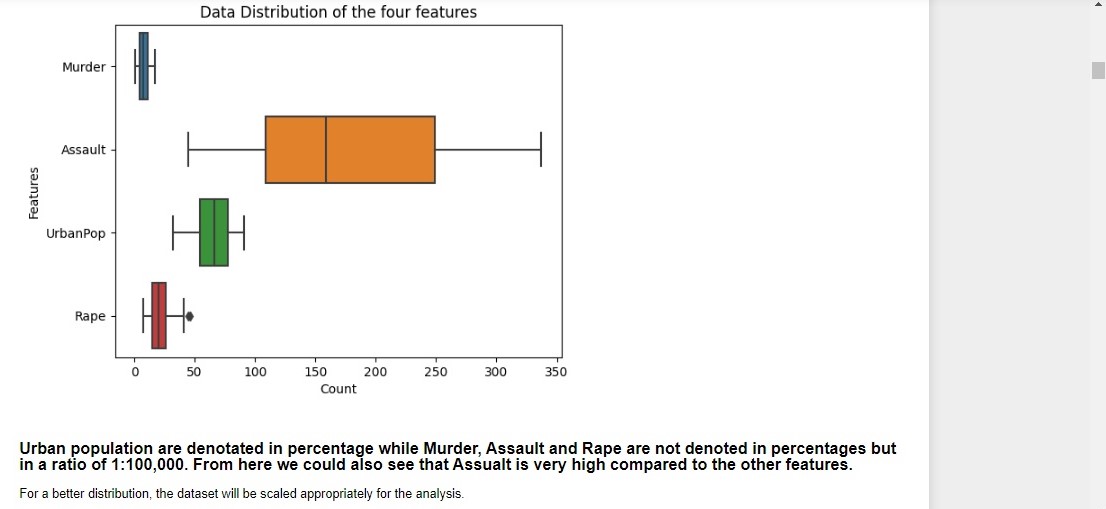 Data Distribution of the four features
Murder
Assault
UrbanPop
Rape
Features
0 50 100 150 200 250 300 350
Count
Urban population are denotated in percentage while Murder, Assault and Rape are not denoted in percentages but
in a ratio of 1:100,000. From here we could also see that Assualt is very high compared to the other features.
For a better distribution, the dataset will be scaled appropriately for the analysis.